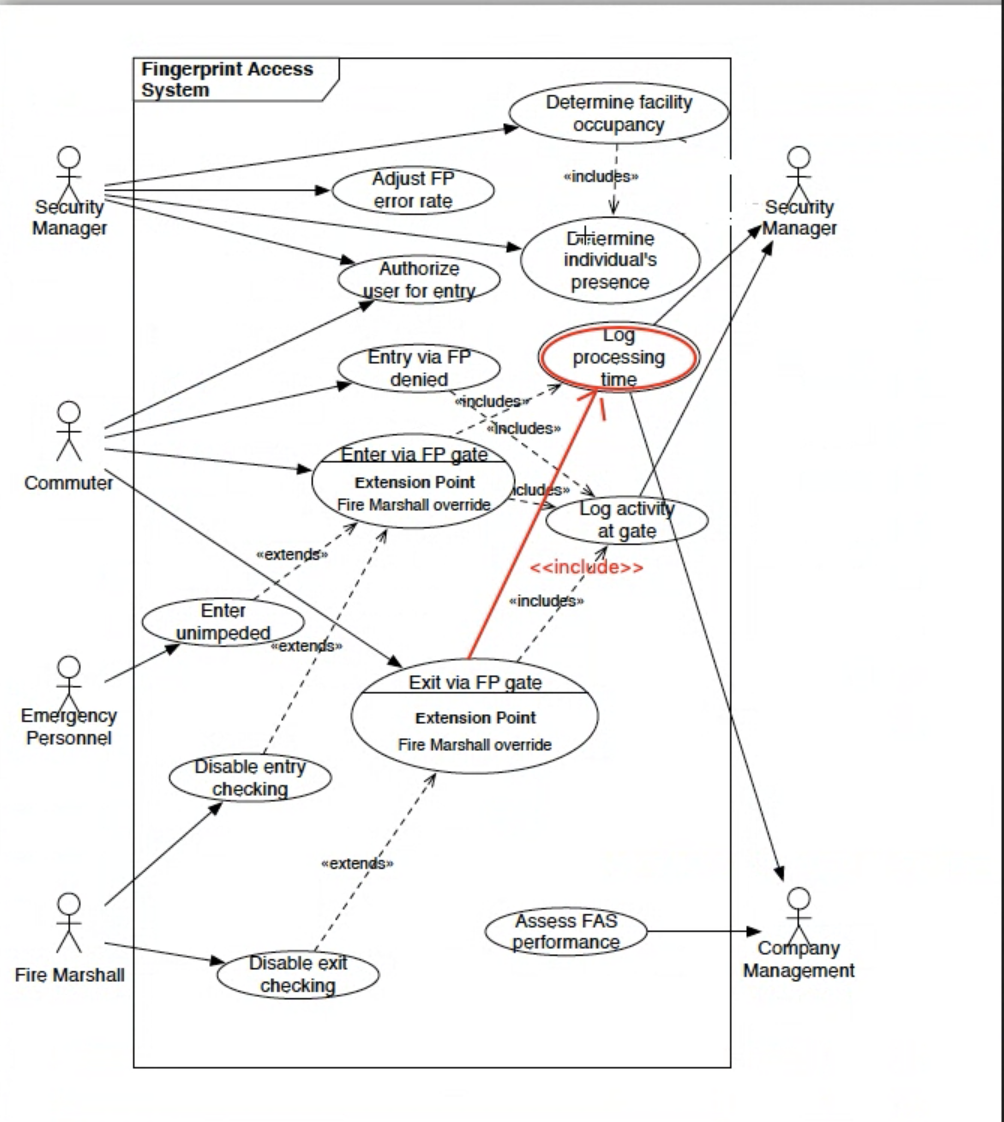 Fingerprint Access
System
Determine facility
occupancy
«includes»
Security
Manager
Adjust FP
error rate
Security
Manager
Determine
individual's
presence
Authorize
user for entry
Log
processing
time
Entry via FP
denied
«includes»
«includes»
Commuter
Enter via FP gate
Extension Point
Fire Marshall override
cludes»
Log activity
at gate
«extends»
<<include>>
«includes»
Enter
unimpeded
«extends»
Exit via FP gate
Extension Point
Fire Marshall override
Emergency
Personnel
Disable entry
checking
«extends»
Assess FAS
performance
Company
Management
Fire Marshall
Disable exit
checking